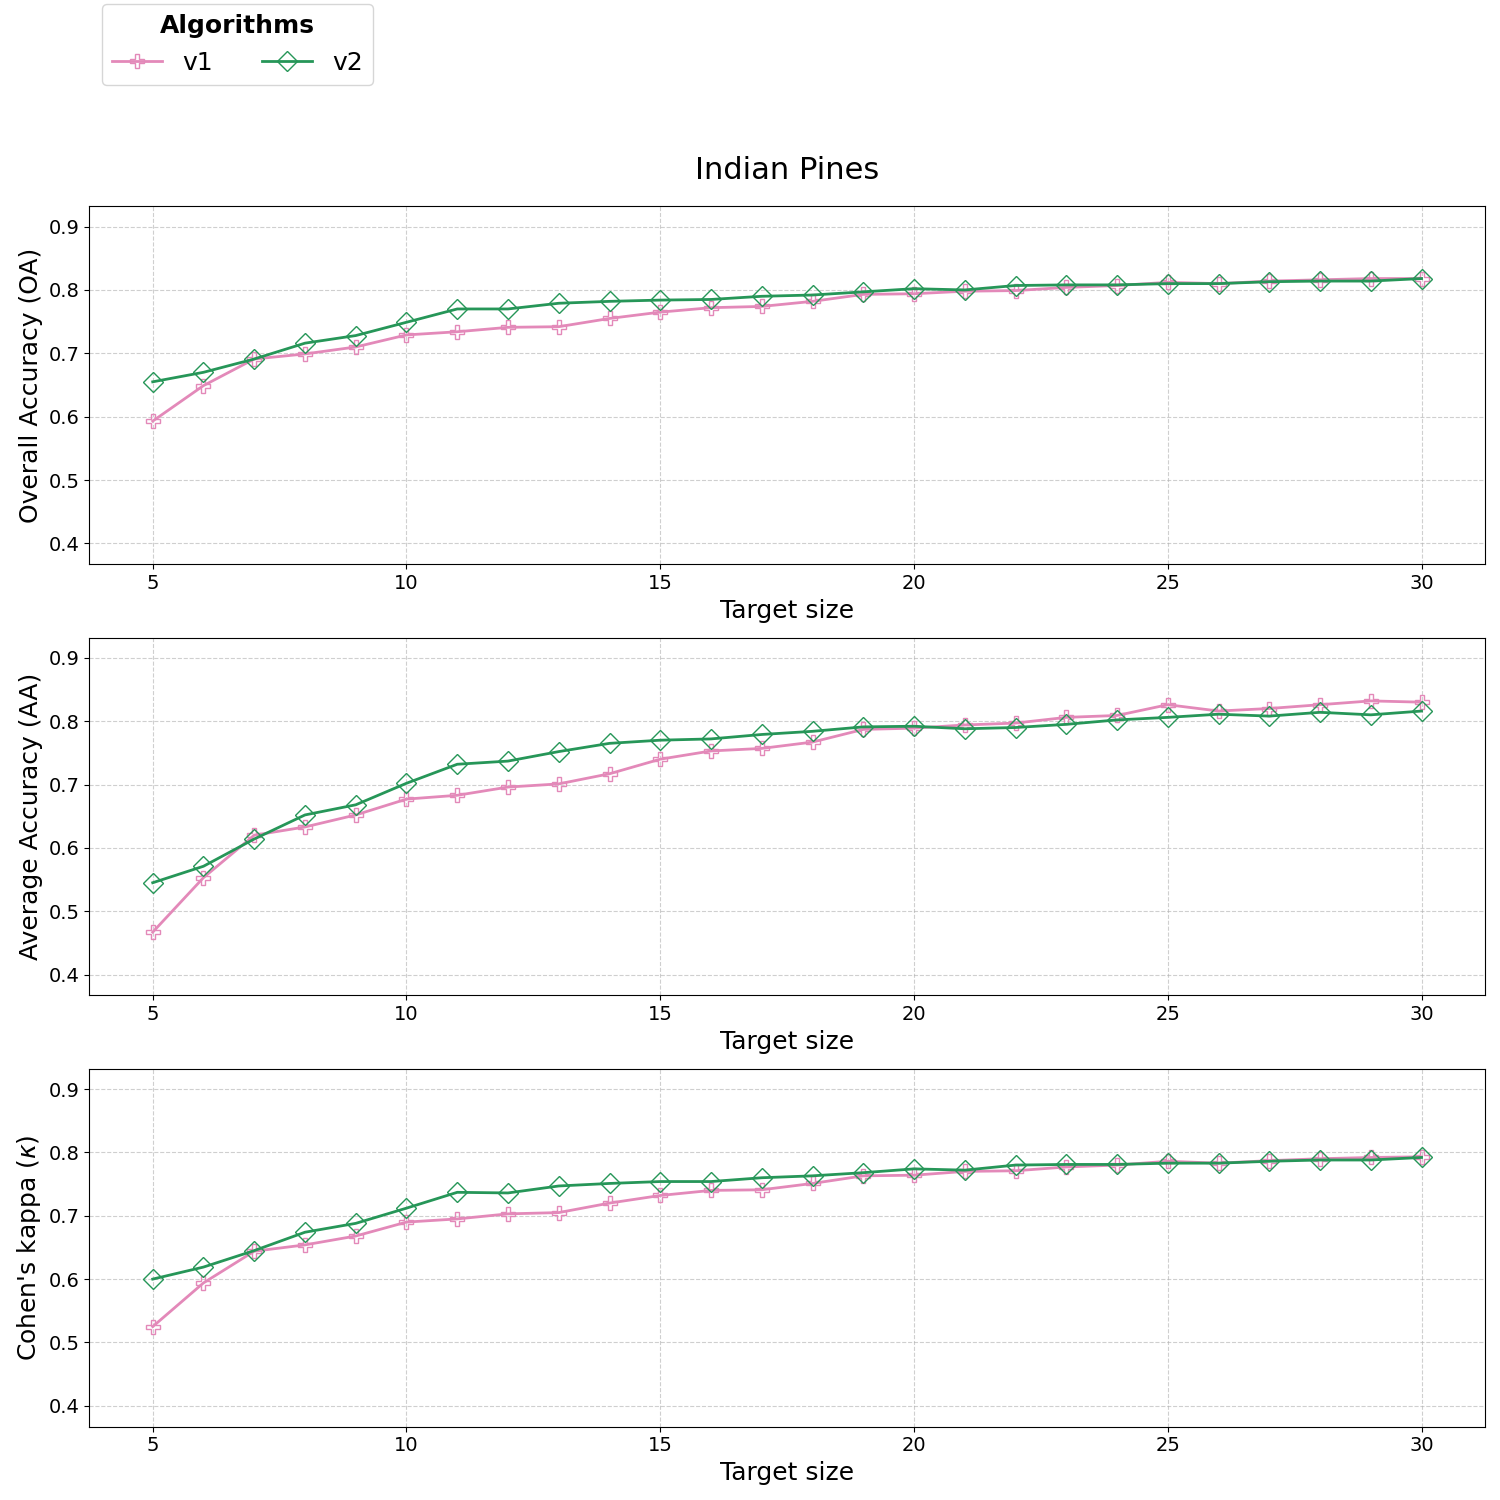 Algorithms
v1 v2
Indian Pines
Overall Accuracy (OA)
0.9
0.8
0.7
0.6
0.5
0.4
5 10 15 20 25 30
Target size
Average Accuracy (AA)
0.9
0.8
0.7
0.6
0.5
0.4
5 10 15 20 25 30
Target size
Cohen's kappa (κ)
0.9
0.8
0.7
0.6
0.5
0.4
5 10 15 20 25 30
Target size